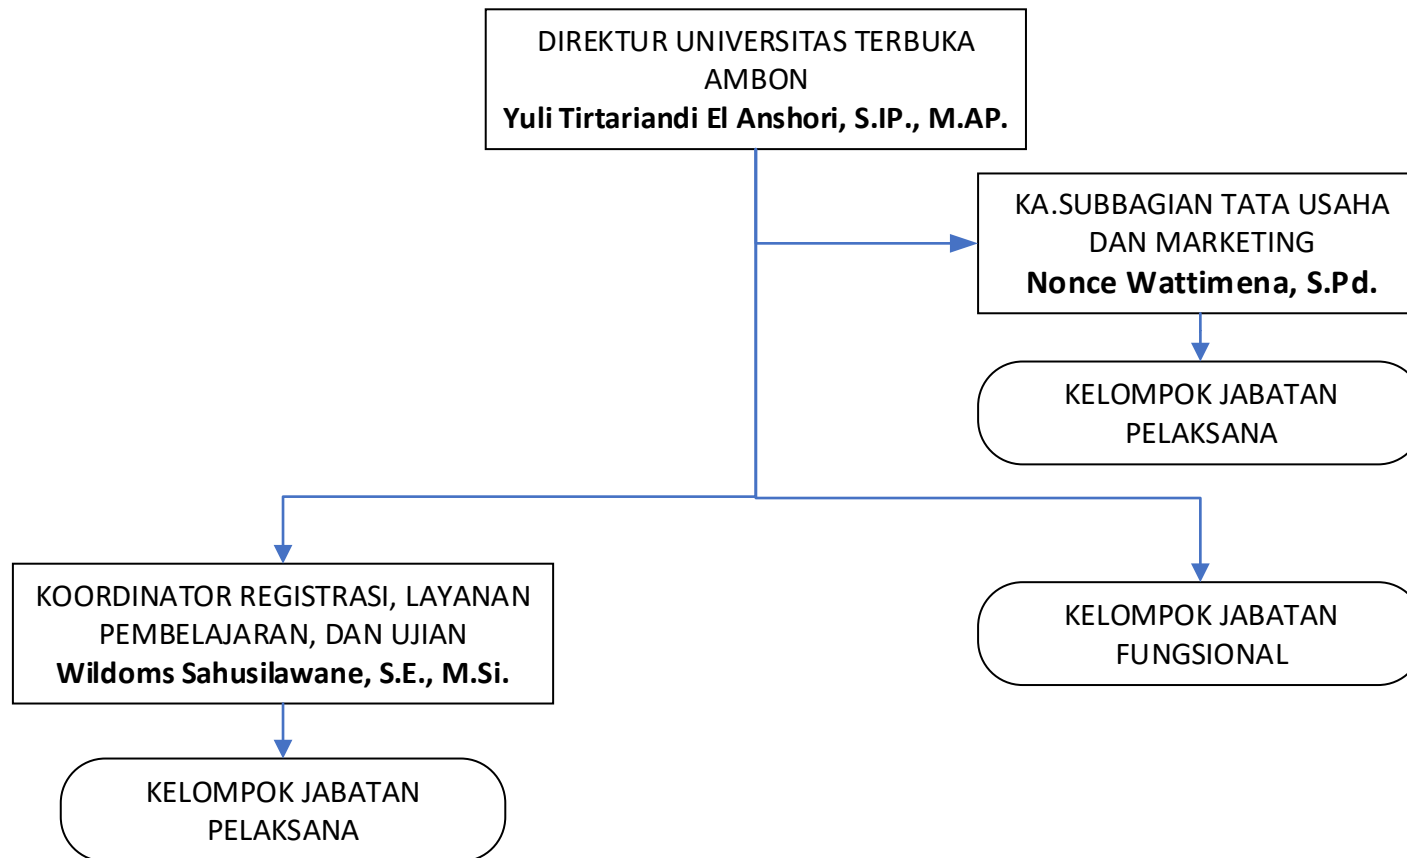 DIREKTUR UNIVERSITAS TERBUKA
AMBON
Yuli Tirtariandi El Anshori, S.IP., M.AP.
KA.SUBBAGIAN TATA USAHA
DAN MARKETING
Nonce Wattimena, S.Pd.
KELOMPOK JABATAN
PELAKSANA
KOORDINATOR REGISTRASI, LAYANAN
PEMBELAJARAN, DAN UJIAN
Wildoms Sahusilawane, S.E., M.Si.
KELOMPOK JABATAN
FUNGSIONAL
KELOMPOK JABATAN
PELAKSANA